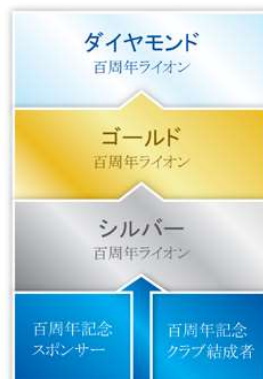 ダイヤモンド
百周年ライオン
ゴールド
百周年ライオン
シルバー
百周年ライオン
百周年記念
スポンサー
百周年記念
クラブ結成者